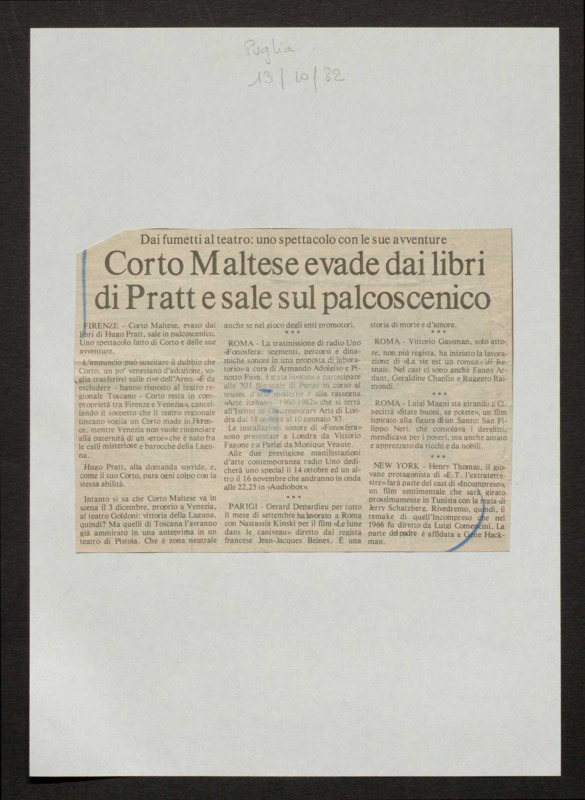 Puglia
13/10/82
Dai fumetti al teatro: uno spettacolo con le sue avventure
Corto Maltese evade dai libri
di Pratt e sale sul palcoscenico
FIRENZE - Corto Maltese, evaso dai
libri di Hugo Pratt, sale in palcoscenico.
Uno spettacolo fatto di Corto e delle sue
avventure.
L'annuncio può suscitare il dubbio che
Corto, un po' veneziano d'adozione, vo-
glia trasferirsi sulle rive dell'Arno. «È da
escludere - hanno risposto al teatro re-
gionale Toscano - Corto resta in com-
proprietà tra Firenze e Venezia», cancel-
lando il sospetto che il teatro regionale
toscano voglia un Corto made in Floren-
ce, mentre Venezia non vuole rinunciare
alla paternità di un «eroe» che è nato fra
le calli misteriose e barocche della Lagu-
na.
Hugo Pratt, alla domanda sorride, e,
come il suo Corto, para ogni colpo con la
stessa abilità.
Intanto si sa che Corto Maltese va in
scena il 3 dicembre, proprio a Venezia,
al teatro Goldoni: vittoria della Laguna,
quindi? Ma quelli di Toscana l'avranno
già ammirato in una anteprima in un
teatro di Pistoia. Che è zona neutrale
anche se nel gioco degli enti promotori.
***
ROMA - La trasmissione di radio Uno
«Fonosfera: segmenti, percorsi e dina-
miche sonore in una proposta di labora-
torio» a cura di Armando Adolgiso e Pi-
notto Fava, è stata invitata a partecipare
alla XII Biennale di Parigi in corso al
museo d'arte moderna e alla rassegna
«Arte italiana 1960-1982» che si terrà
all'Istitute of Contemporary Arts di Lon-
dra dal 18 ottobre al 10 gennaio '83.
Le installazioni sonore di «Fonosfera»
sono presentate a Londra da Vittorio
Fagone e a Parigi da Monique Veaute.
Alle due prestigiose manifestazioni
d'arte contemporanea radio Uno dedi-
cherà uno special il 14 ottobre ed un al-
tro il 16 novembre che andranno in onda
alle 22,25 in «Audiobox».
***
PARIGI - Gerard Depardieu per tutto
il mese di settembre ha lavorato a Roma
con Nastassia Kinski per il film «Le lune
dans le caniveau» diretto dal regista
francese Jean-Jacques Beinex. È una
storia di morte e d'amore.
***
ROMA - Vittorio Gassman, solo atto-
re, non più regista, ha iniziato la lavora-
zione di «La vie est un roman» di Re-
snais. Nel cast ci sono anche Fanny Ar-
dant, Geraldine Chaplin e Ruggero Rai-
mondi.
***
ROMA - Luigi Magni sta girando a Ci-
necittà «State buoni, se potete», un film
ispirato alla figura di un Santo: San Fi-
lippo Neri: che consolava i derelitti,
mendicava per i poveri, ma anche amato
e apprezzato da ricchi e da nobili.
***
NEW YORK - Henry Thomas, il gio-
vane protagonista di «E.T. l'extraterre-
stre» farà parte del cast di «Incompreso»,
un film sentimentale che sarà girato
prossimamente in Tunisia con la regia di
Jerry Schatzberg. Rivedremo, quindi, il
remake di quell'Incompreso che nel
1966 fu diretto da Luigi Comencini. La
parte del padre è affidata a Gene Hack-
man.